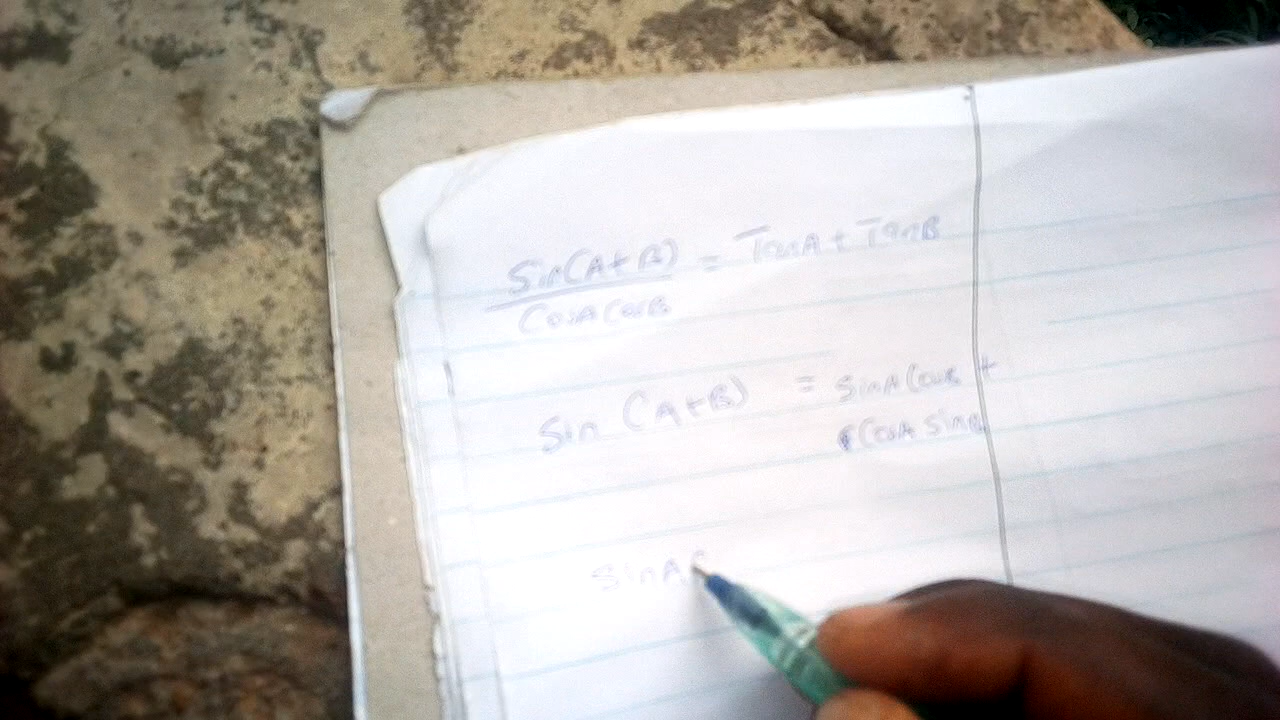 Sin(A+B) = TanA + TanB
CosA CosB
Sin (A+B) = SinA CosB +
CosA SinB
SinA C